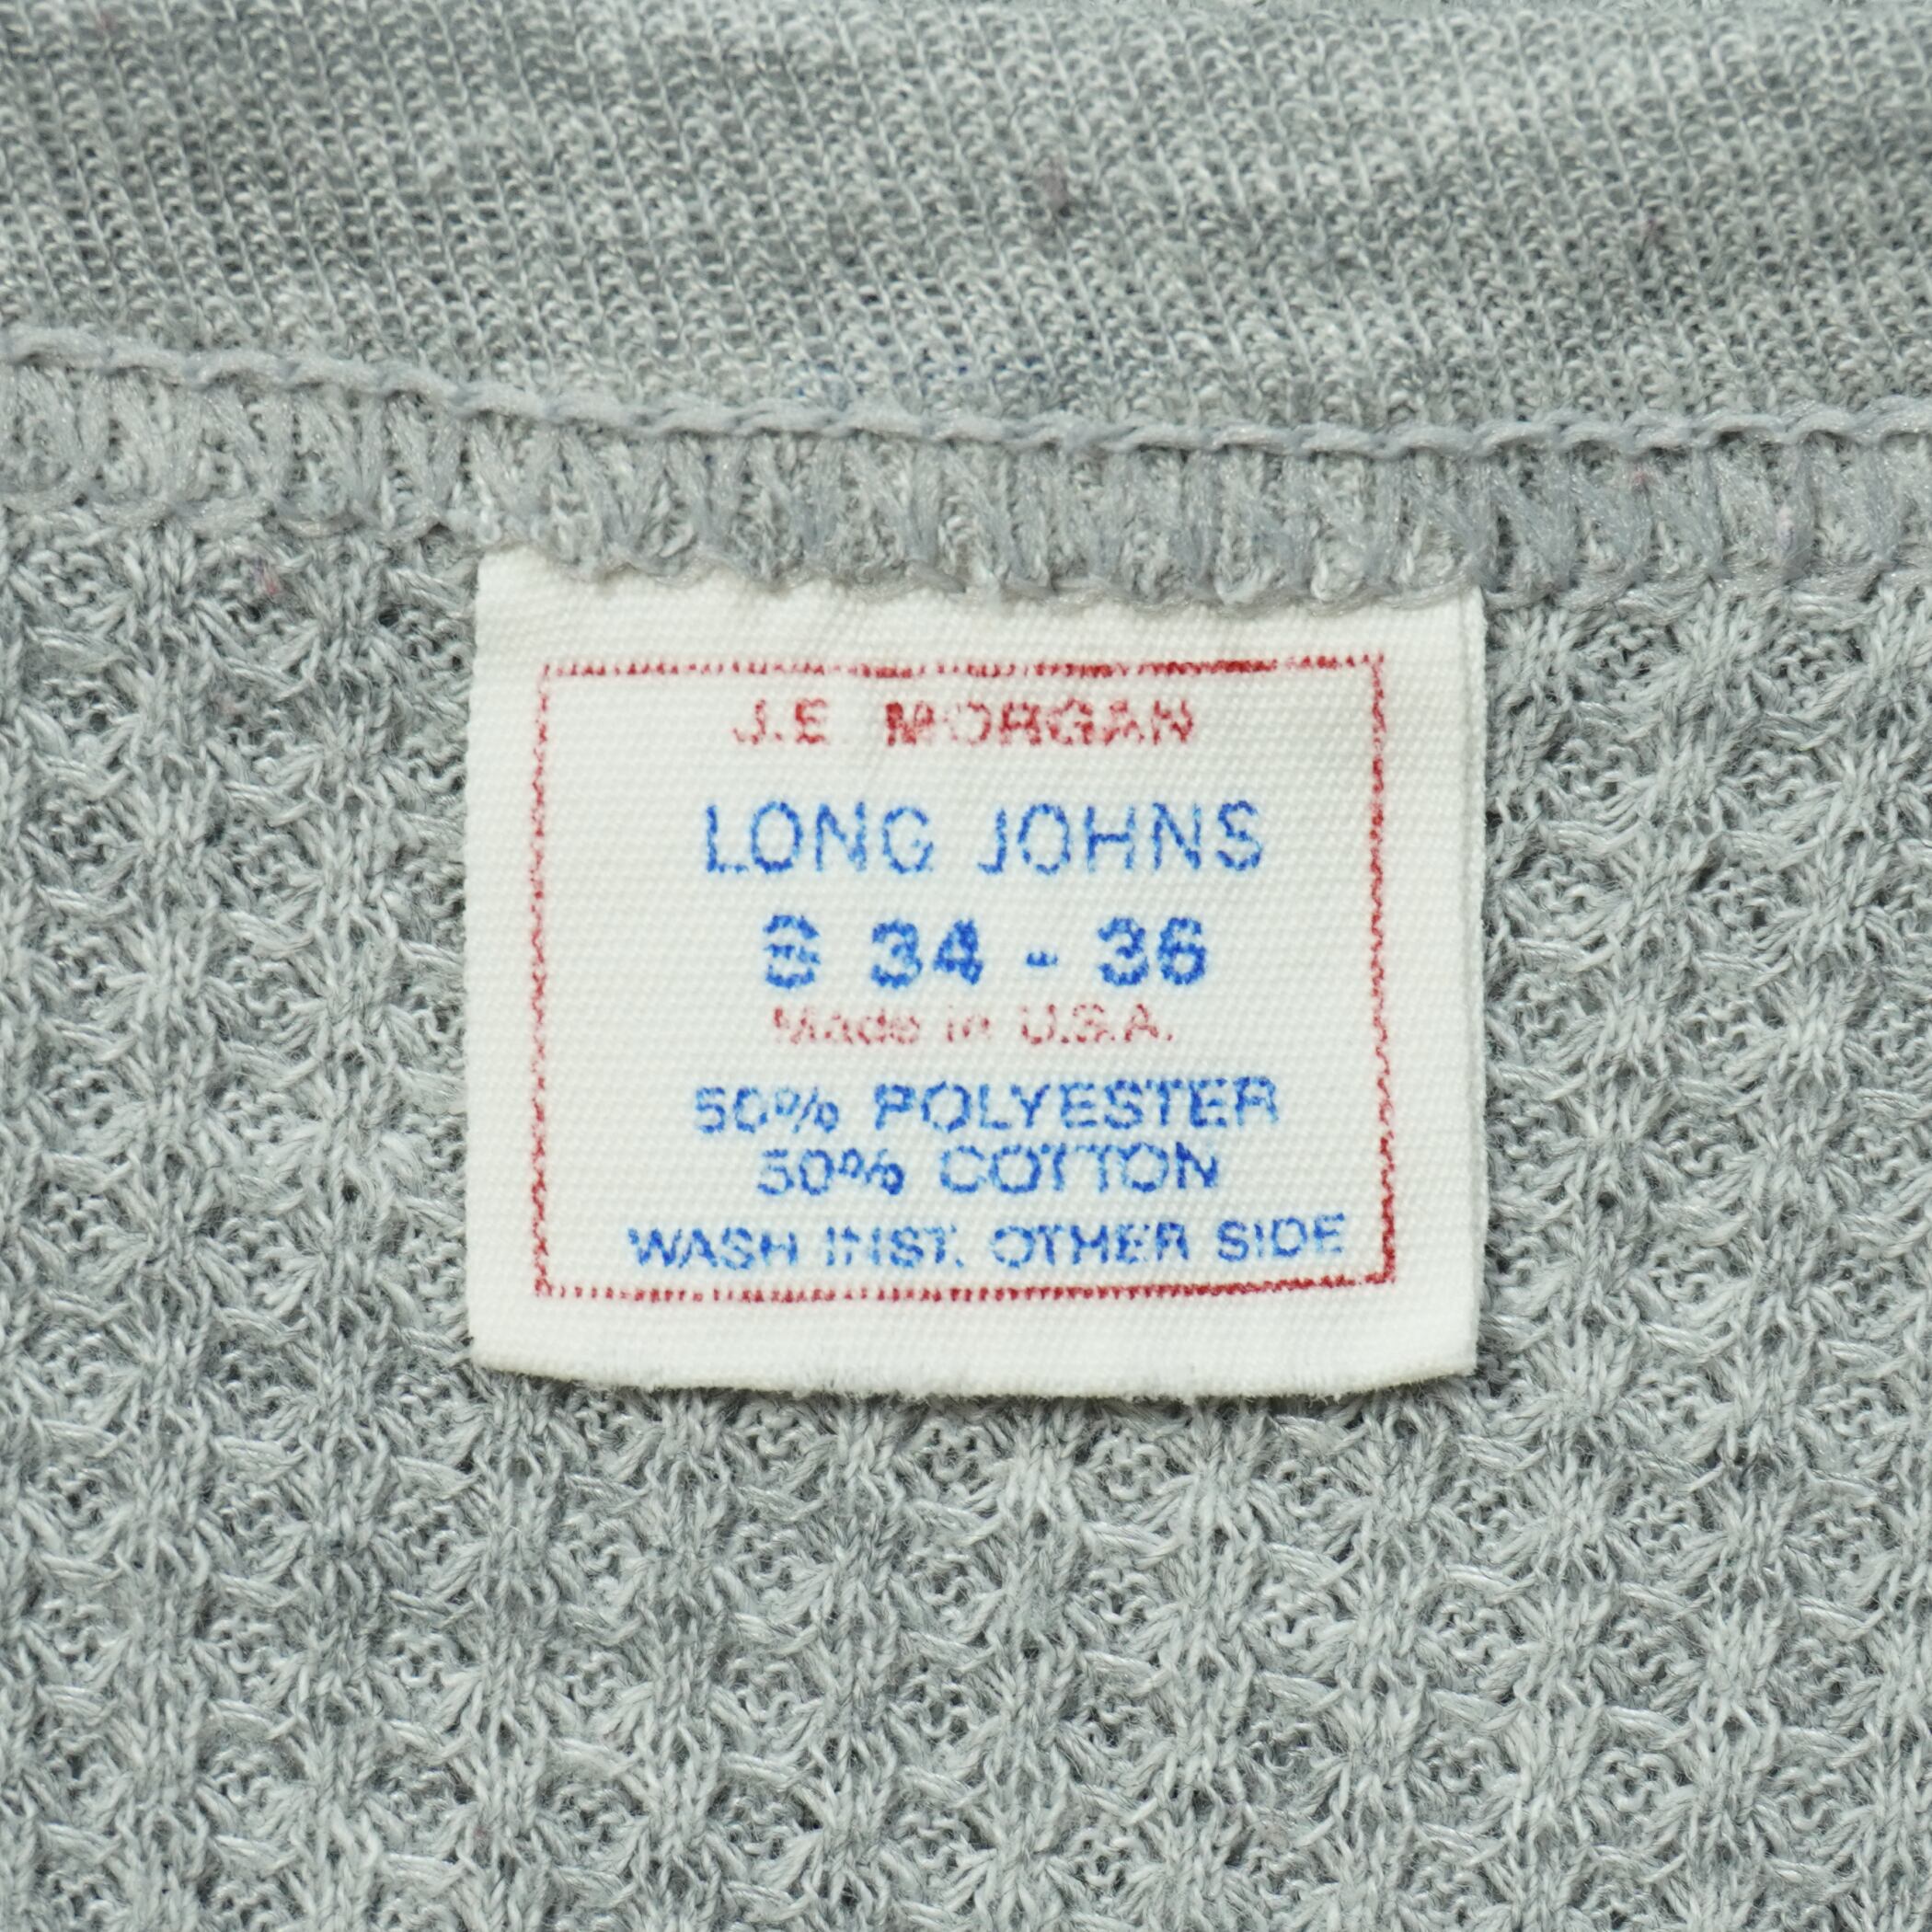 J.E MORGAN
LONG JOHNS
S 34 - 36
Made in U.S.A.
50% POLYESTER
50% COTTON
WASH INST. OTHER SIDE